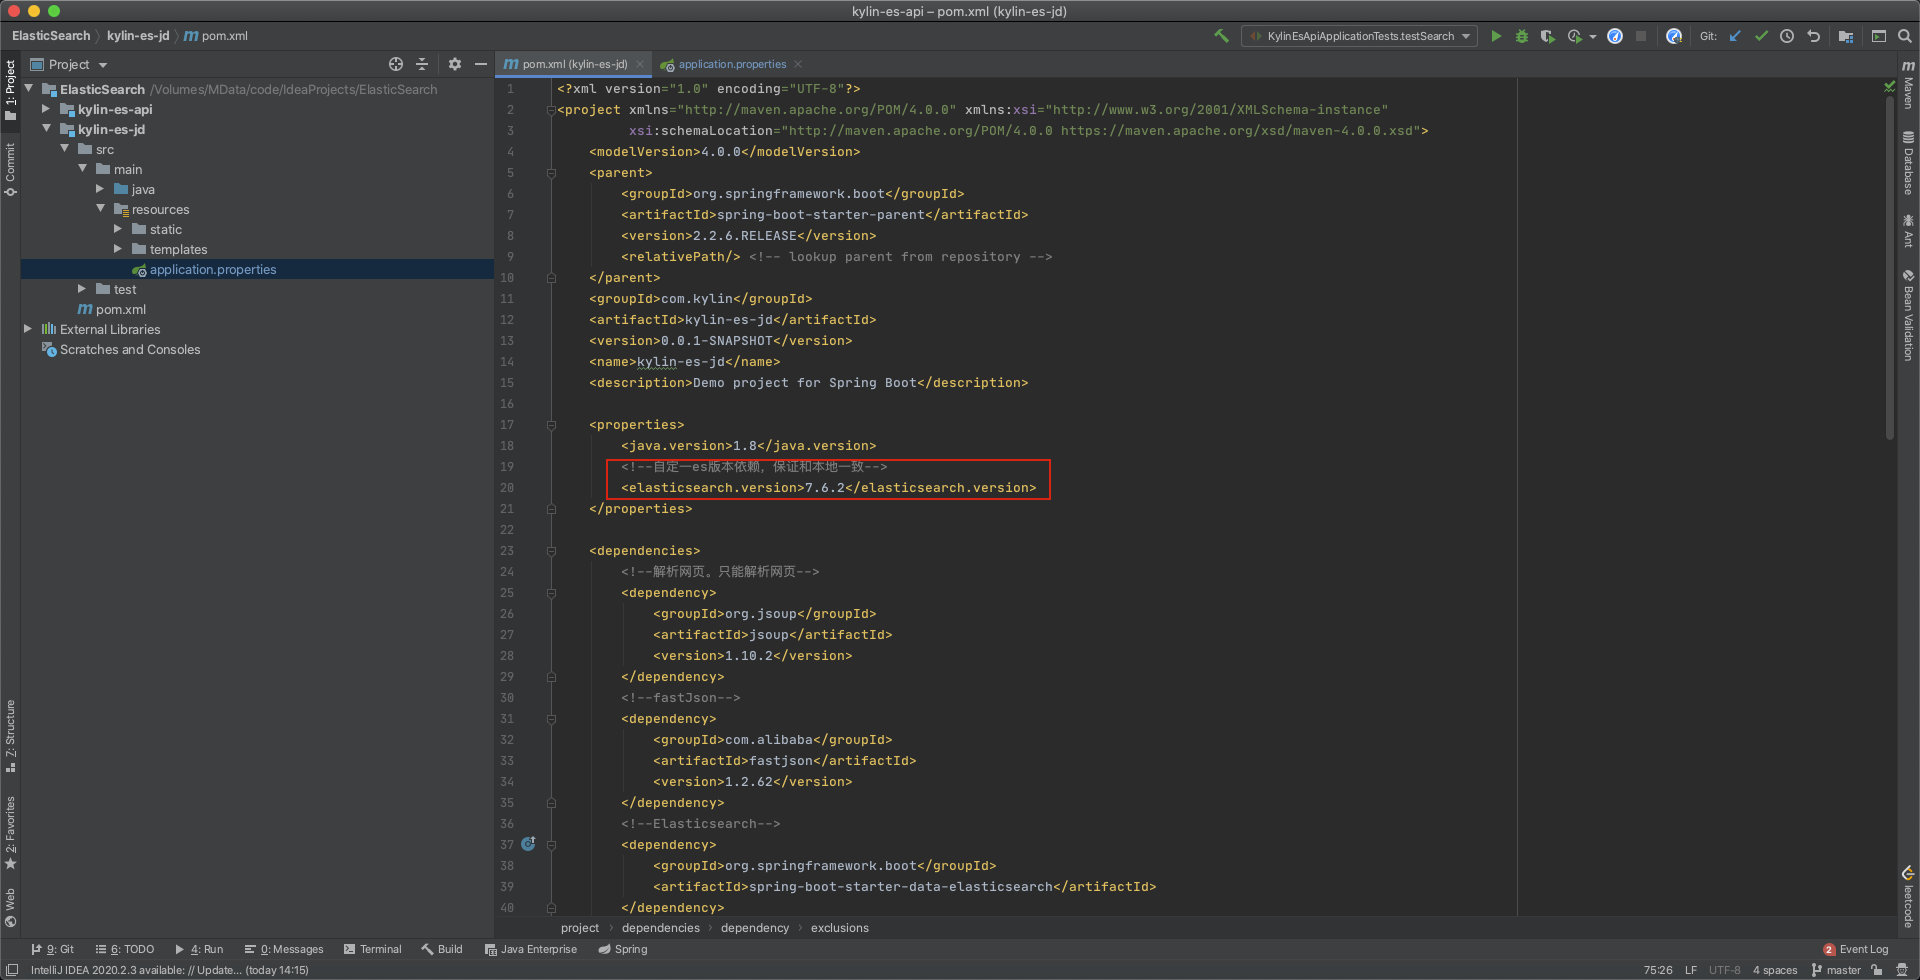 kylin-es-api – pom.xml (kylin-es-jd)
ElasticSearch kylin-es-jd pom.xml
KylinEsApiApplicationTests.testSearch Git:
Project
pom.xml (kylin-es-jd) application.properties
ElasticSearch /Volumes/MData/code/IdeaProjects/ElasticSearch
kylin-es-api
kylin-es-jd
src
main
java
resources
static
templates
application.properties
test
pom.xml
External Libraries
Scratches and Consoles
1: Project
Commit
7: Structure
2: Favorites
Web
1 <?xml version="1.0" encoding="UTF-8"?>
2 <project xmlns="http://maven.apache.org/POM/4.0.0" xmlns:xsi="http://www.w3.org/2001/XMLSchema-instance"
3 xsi:schemaLocation="http://maven.apache.org/POM/4.0.0 https://maven.apache.org/xsd/maven-4.0.0.xsd">
4 <modelVersion>4.0.0</modelVersion>
5 <parent>
6 <groupId>org.springframework.boot</groupId>
7 <artifactId>spring-boot-starter-parent</artifactId>
8 <version>2.2.6.RELEASE</version>
9 <relativePath/> <!-- lookup parent from repository -->
10 </parent>
11 <groupId>com.kylin</groupId>
12 <artifactId>kylin-es-jd</artifactId>
13 <version>0.0.1-SNAPSHOT</version>
14 <name>kylin-es-jd</name>
15 <description>Demo project for Spring Boot</description>
16
17 <properties>
18 <java.version>1.8</java.version>
19 <!--自定一es版本依赖，保证和本地一致-->
20 <elasticsearch.version>7.6.2</elasticsearch.version>
21 </properties>
22
23 <dependencies>
24 <!--解析网页。只能解析网页-->
25 <dependency>
26 <groupId>org.jsoup</groupId>
27 <artifactId>jsoup</artifactId>
28 <version>1.10.2</version>
29 </dependency>
30 <!--fastJson-->
31 <dependency>
32 <groupId>com.alibaba</groupId>
33 <artifactId>fastjson</artifactId>
34 <version>1.2.62</version>
35 </dependency>
36 <!--Elasticsearch-->
37 <dependency>
38 <groupId>org.springframework.boot</groupId>
39 <artifactId>spring-boot-starter-data-elasticsearch</artifactId>
40 </dependency>
project dependencies dependency exclusions
Maven
Database
Ant
Bean Validation
leetcode
9: Git 6: TODO 4: Run 0: Messages Terminal Build Java Enterprise Spring 2 Event Log
IntelliJ IDEA 2020.2.3 available: // Update... (today 14:15) 75:26 LF UTF-8 4 spaces master